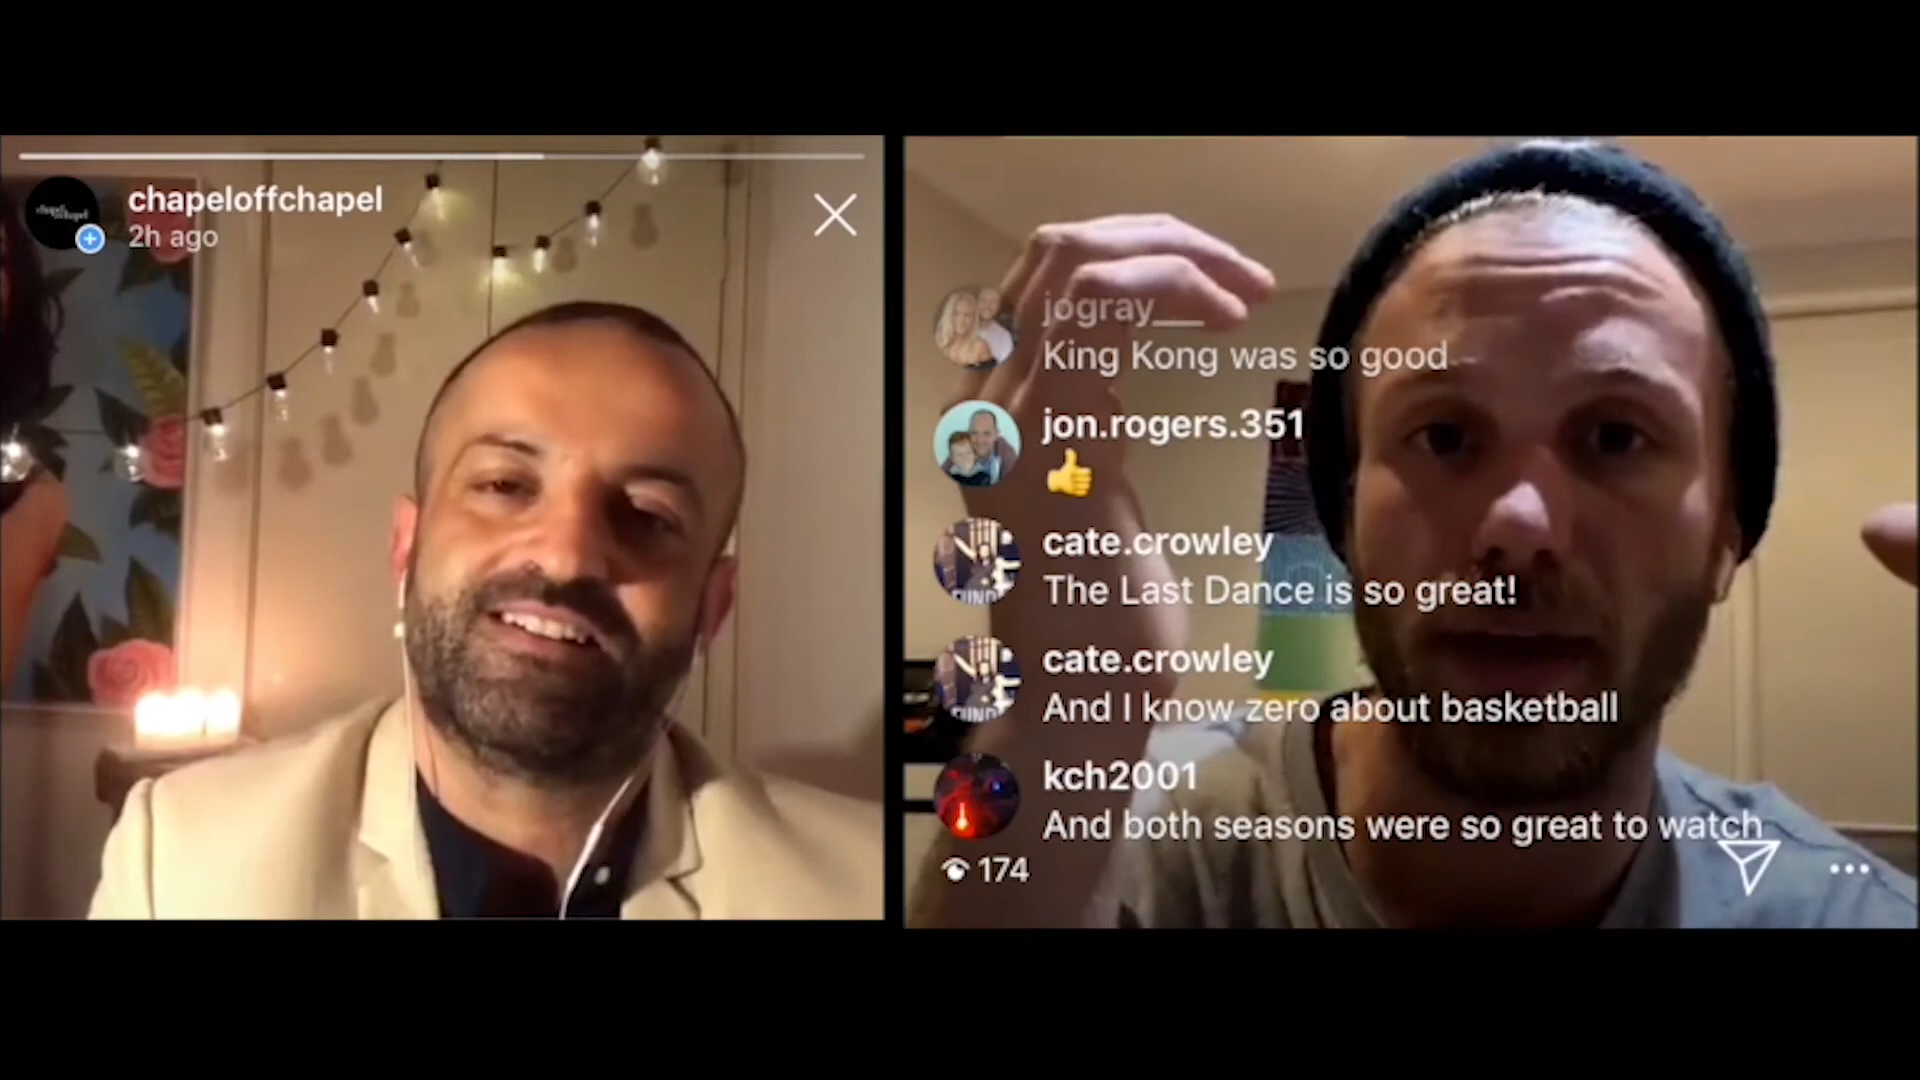 chapeloffchapel
2h ago
jogray__
King Kong was so good
jon.rogers.351
cate.crowley
The Last Dance is so great!
cate.crowley
And I know zero about basketball
kch2001
And both seasons were so great to watch
174